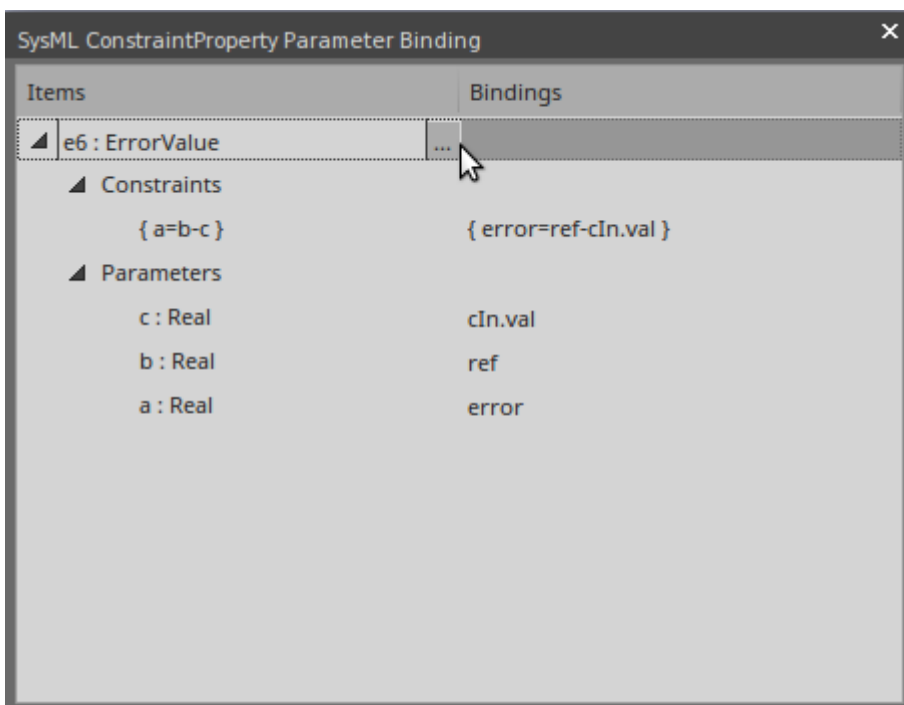 SysML ConstraintProperty Parameter Binding ×
Items Bindings
e6 : ErrorValue ...
Constraints
{ a=b-c } { error=ref-cIn.val }
Parameters
c : Real cIn.val
b : Real ref
a : Real error